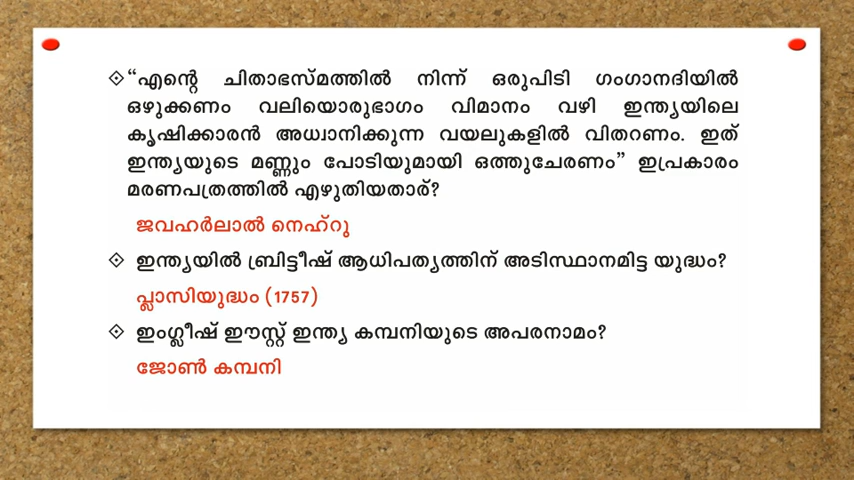 “എന്റെ ചിതാഭസ്മത്തിൽ നിന്ന് ഒരുപിടി ഗംഗാനദിയിൽ
ഒഴുക്കണം വലിയൊരുഭാഗം വിമാനം വഴി ഇന്ത്യയിലെ
കൃഷിക്കാരൻ അധ്വാനിക്കുന്ന വയലുകളിൽ വിതറണം. ഇത്
ഇന്ത്യയുടെ മണ്ണും പോടിയുമായി ഒത്തുചേരണം” ഇപ്രകാരം
മരണപത്രത്തിൽ എഴുതിയതാര്?
ജവഹർലാൽ നെഹ്റു
ഇന്ത്യയിൽ ബ്രിട്ടീഷ് ആധിപത്യത്തിന് അടിസ്ഥാനമിട്ട യുദ്ധം?
പ്ലാസിയുദ്ധം (1757)
ഇംഗ്ലീഷ് ഈസ്റ്റ് ഇന്ത്യ കമ്പനിയുടെ അപരനാമം?
ജോൺ കമ്പനി